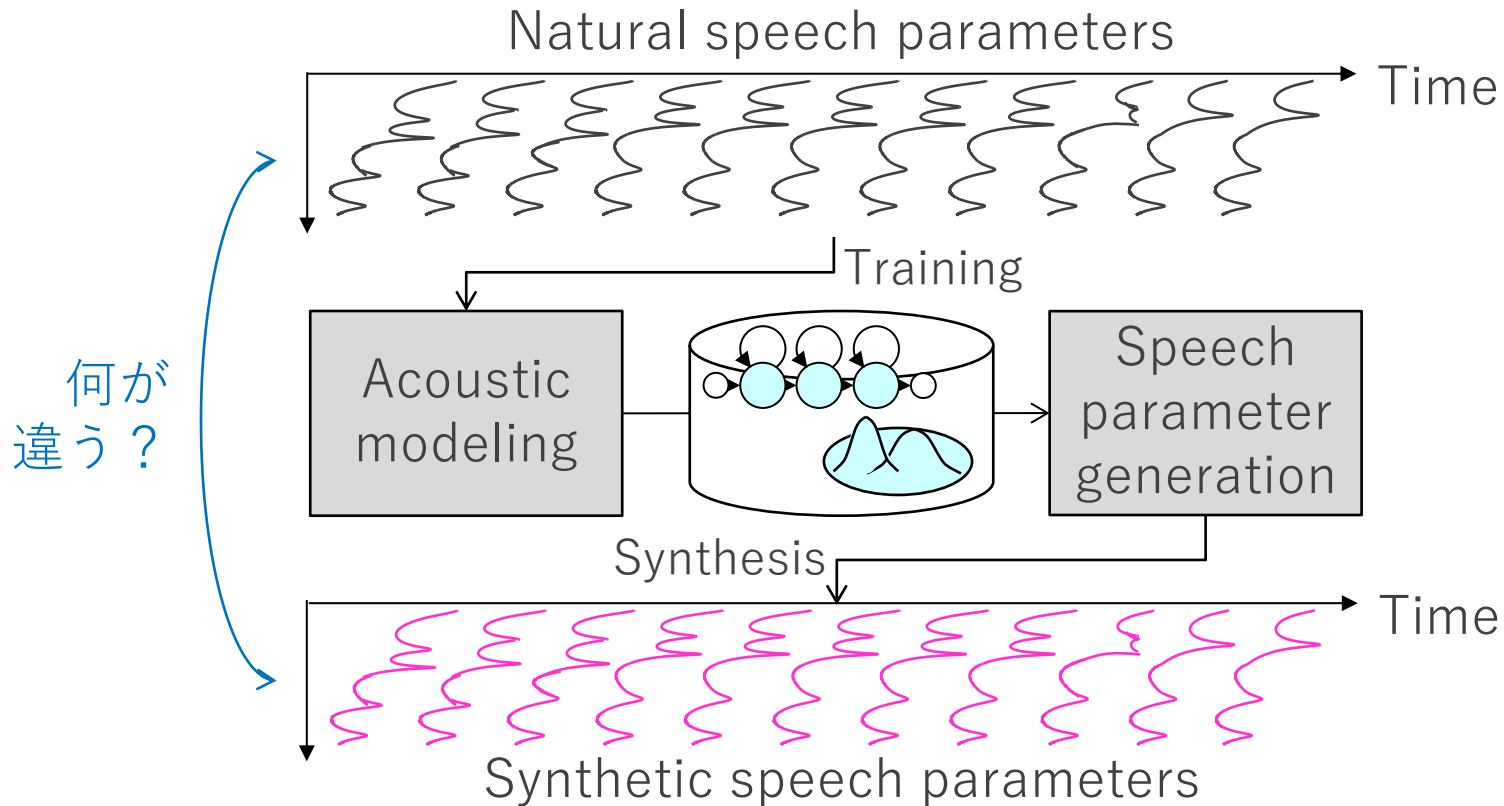 Natural speech parameters
Time
Training
Acoustic
modeling
Speech
parameter
generation
何が
違う？
Synthesis
Time
Synthetic speech parameters